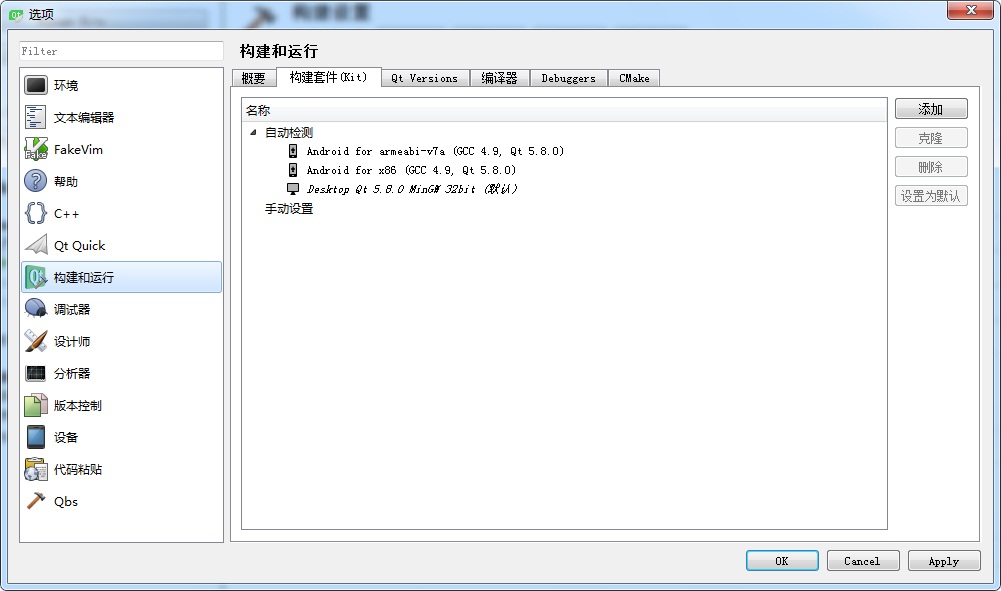 选项
构建设置
Filter
环境
文本编辑器
FakeVim
帮助
C++
Qt Quick
构建和运行
调试器
设计师
分析器
版本控制
设备
代码粘贴
Qbs
构建和运行
概要 构建套件(Kit) Qt Versions 编译器 Debuggers CMake
名称
自动检测
Android for armeabi-v7a (GCC 4.9, Qt 5.8.0)
Android for x86 (GCC 4.9, Qt 5.8.0)
Desktop Qt 5.8.0 MinGW 32bit (默认)
手动设置
添加
克隆
删除
设置为默认
OK Cancel Apply